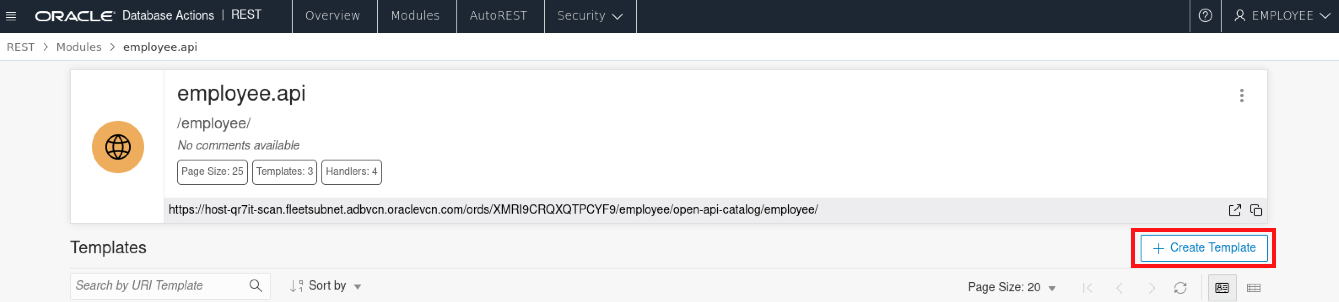 ORACLE Database Actions | REST Overview Modules AutoREST Security EMPLOYEE
REST > Modules > employee.api
employee.api
/employee/
No comments available
Page Size: 25 Templates: 3 Handlers: 4
https://host-qr7it-scan.fleetsubnet.adbvcn.oraclevcn.com/ords/XMRI9CRQXQTPCYF9/employee/open-api-catalog/employee/
Templates
+ Create Template
Search by URI Template Sort by Page Size: 20